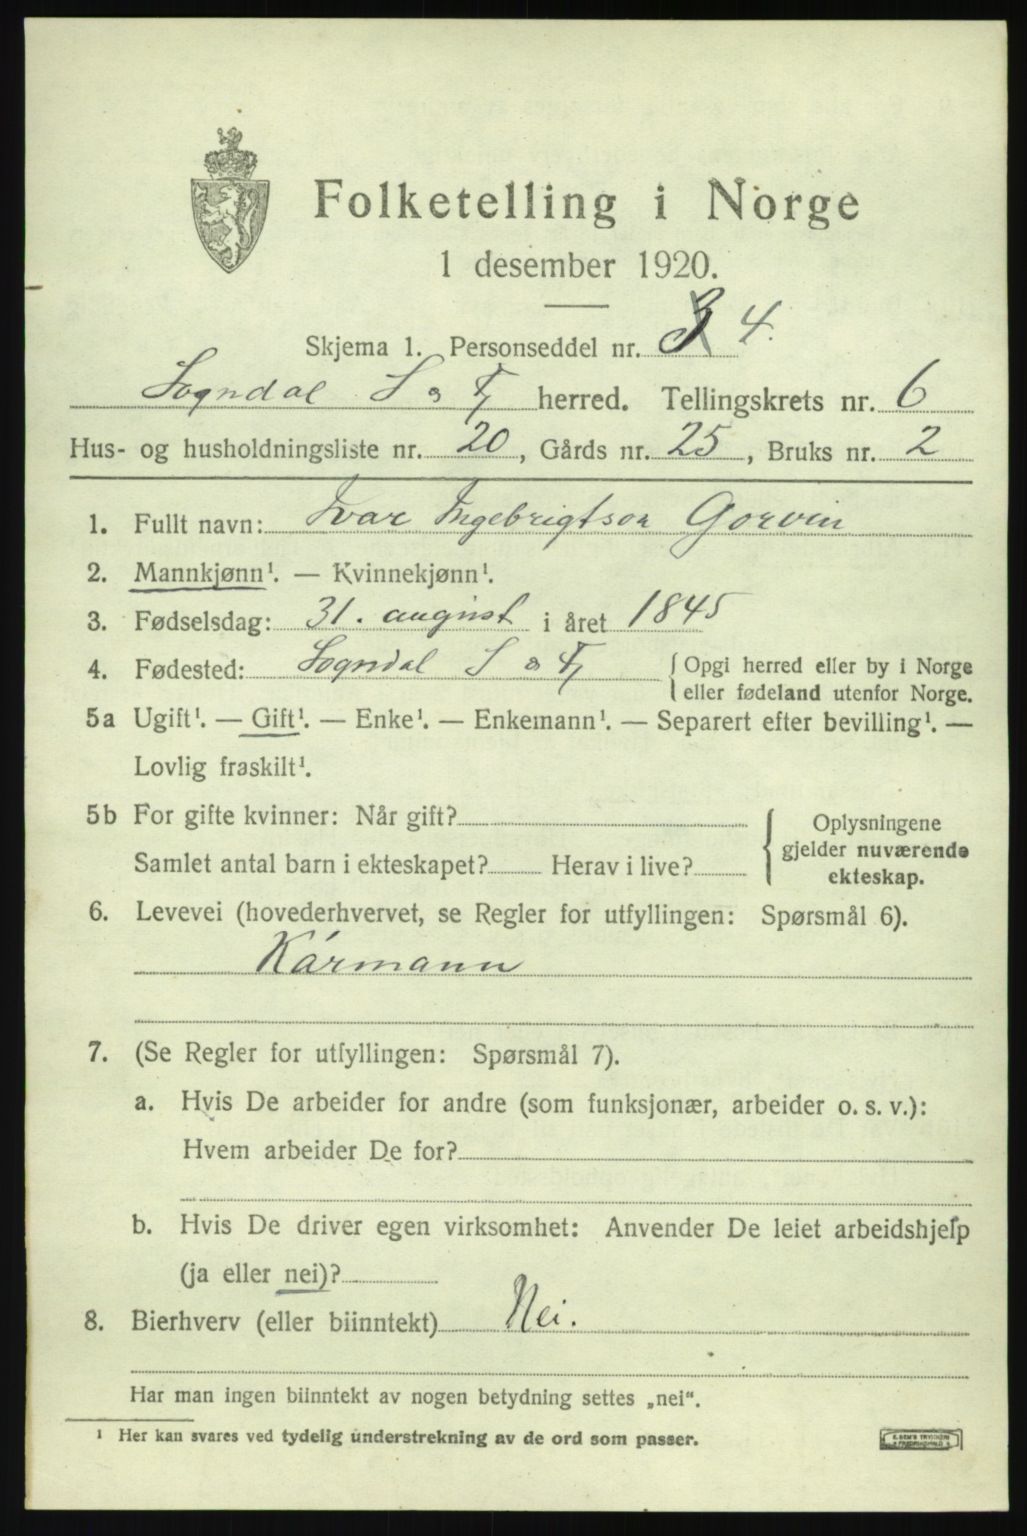 Folketelling i Norge
1 desember 1920.
Skjema 1. Personseddel nr. 3 4.
Sogndal S o Fj herred. Tellingskrets nr. 6
Hus- og husholdningsliste nr. 20, Gårds nr. 25, Bruks nr. 2
1. Fullt navn: Ivar Ingebrigtson Gorvin
2. Mannkjønn¹. — Kvinnekjønn¹.
3. Fødselsdag: 31. august i året 1845
4. Fødested: Sogndal S o Fj { Opgi herred eller by i Norge
eller fødeland utenfor Norge.
5a Ugift¹. — Gift¹. — Enke¹. — Enkemann¹. — Separert efter bevilling¹. —
Lovlig fraskilt¹.
5b For gifte kvinner: Når gift?
Samlet antal barn i ekteskapet? Herav i live?
Oplysningene
gjelder nuværende
ekteskap.
6. Levevei (hovederhvervet, se Regler for utfyllingen: Spørsmål 6).
Kårmann
7. (Se Regler for utfyllingen: Spørsmål 7).
a. Hvis De arbeider for andre (som funksjonær, arbeider o. s. v.):
Hvem arbeider De for?
b. Hvis De driver egen virksomhet: Anvender De leiet arbeidshjelp
(ja eller nei)?
8. Bierhverv (eller biinntekt) Nei.
Har man ingen biinntekt av nogen betydning settes „nei“.
¹ Her kan svares ved tydelig understrekning av de ord som passer.